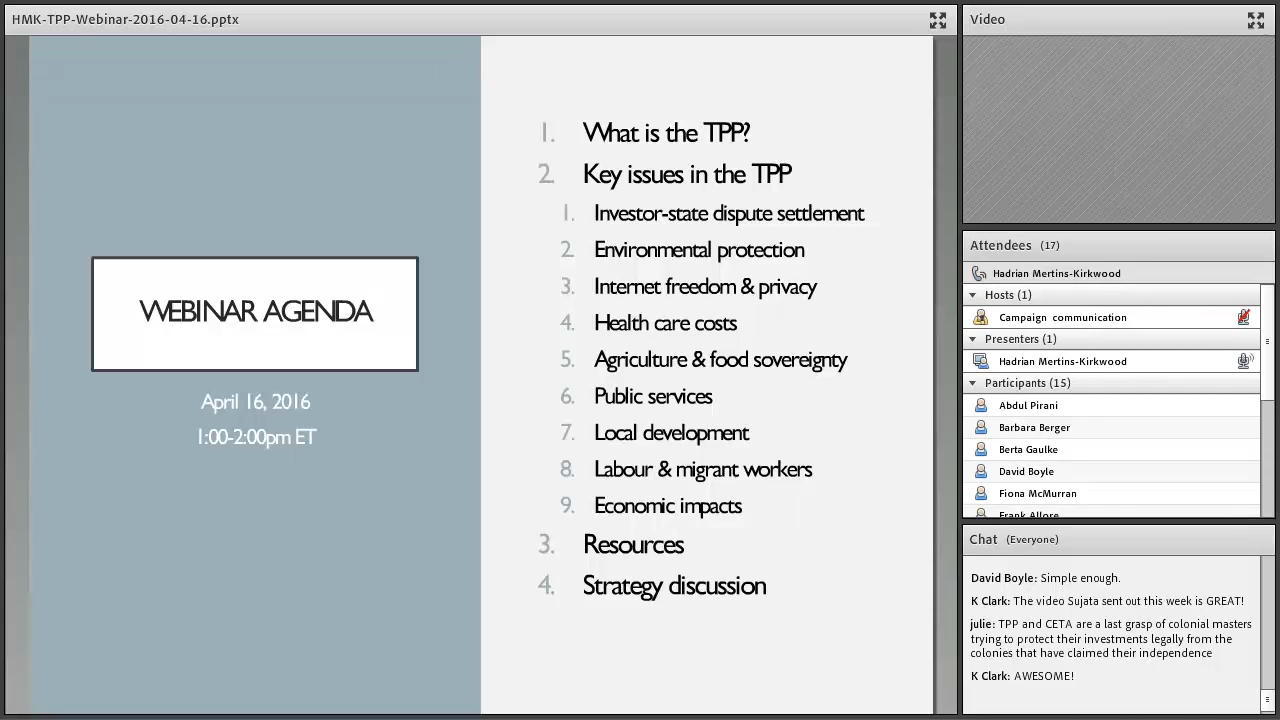 HMK-TPP-Webinar-2016-04-16.pptx
WEBINAR AGENDA
April 16, 2016
1:00-2:00pm ET
1. What is the TPP?
2. Key issues in the TPP
1. Investor-state dispute settlement
2. Environmental protection
3. Internet freedom & privacy
4. Health care costs
5. Agriculture & food sovereignty
6. Public services
7. Local development
8. Labour & migrant workers
9. Economic impacts
3. Resources
4. Strategy discussion
Video
Attendees (17)
Hadrian Mertins-Kirkwood
Hosts (1)
Campaign communication
Presenters (1)
Hadrian Mertins-Kirkwood
Participants (15)
Abdul Pirani
Barbara Berger
Berta Gaulke
David Boyle
Fiona McMurran
Frank Allore
Chat (Everyone)
David Boyle: Simple enough.
K Clark: The video Sujata sent out this week is GREAT!
julie: TPP and CETA are a last grasp of colonial masters
trying to protect their investments legally from the
colonies that have claimed their independence
K Clark: AWESOME!